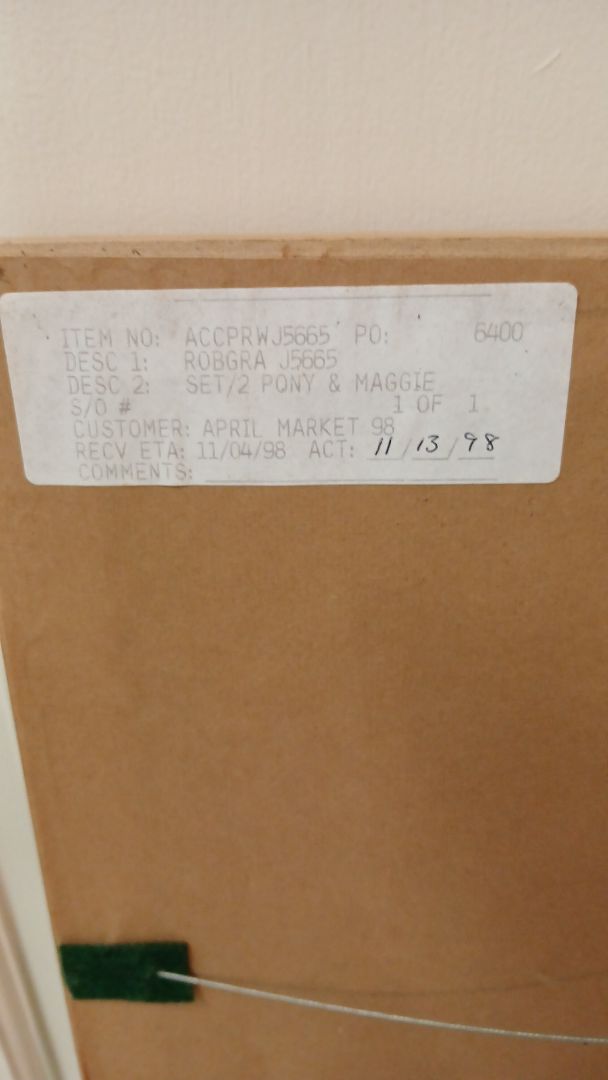 ITEM NO: ACCPRWJ5665 PO: 6400
DESC 1: ROBGRA J5665
DESC 2: SET/2 PONY & MAGGIE
S/O # 1 OF 1
CUSTOMER: APRIL MARKET 98
RECV ETA: 11/04/98 ACT: 11/13/98
COMMENTS: